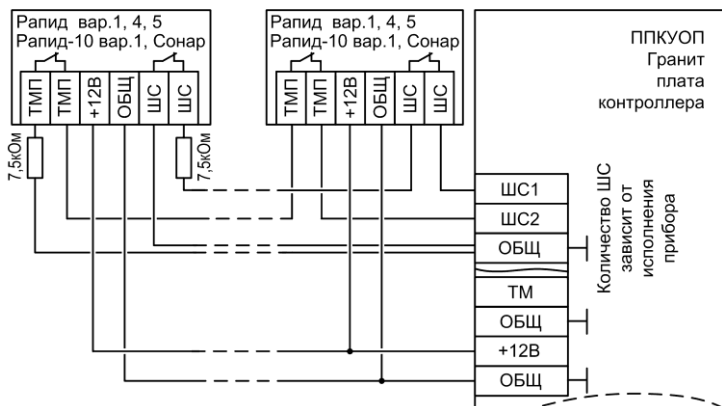 Рапид вар.1, 4, 5
Рапид-10 вар.1, Сонар
ТМП
ТМП
+12В
ОБЩ
ШС
ШС
7,5кОм
7,5кОм
Рапид вар.1, 4, 5
Рапид-10 вар.1, Сонар
ТМП
ТМП
+12В
ОБЩ
ШС
ШС
ППКУОП
Гранит
плата
контроллера
ШС1
ШС2
ОБЩ
ТМ
ОБЩ
+12В
ОБЩ
Количество ШС
зависит от
исполнения
прибора